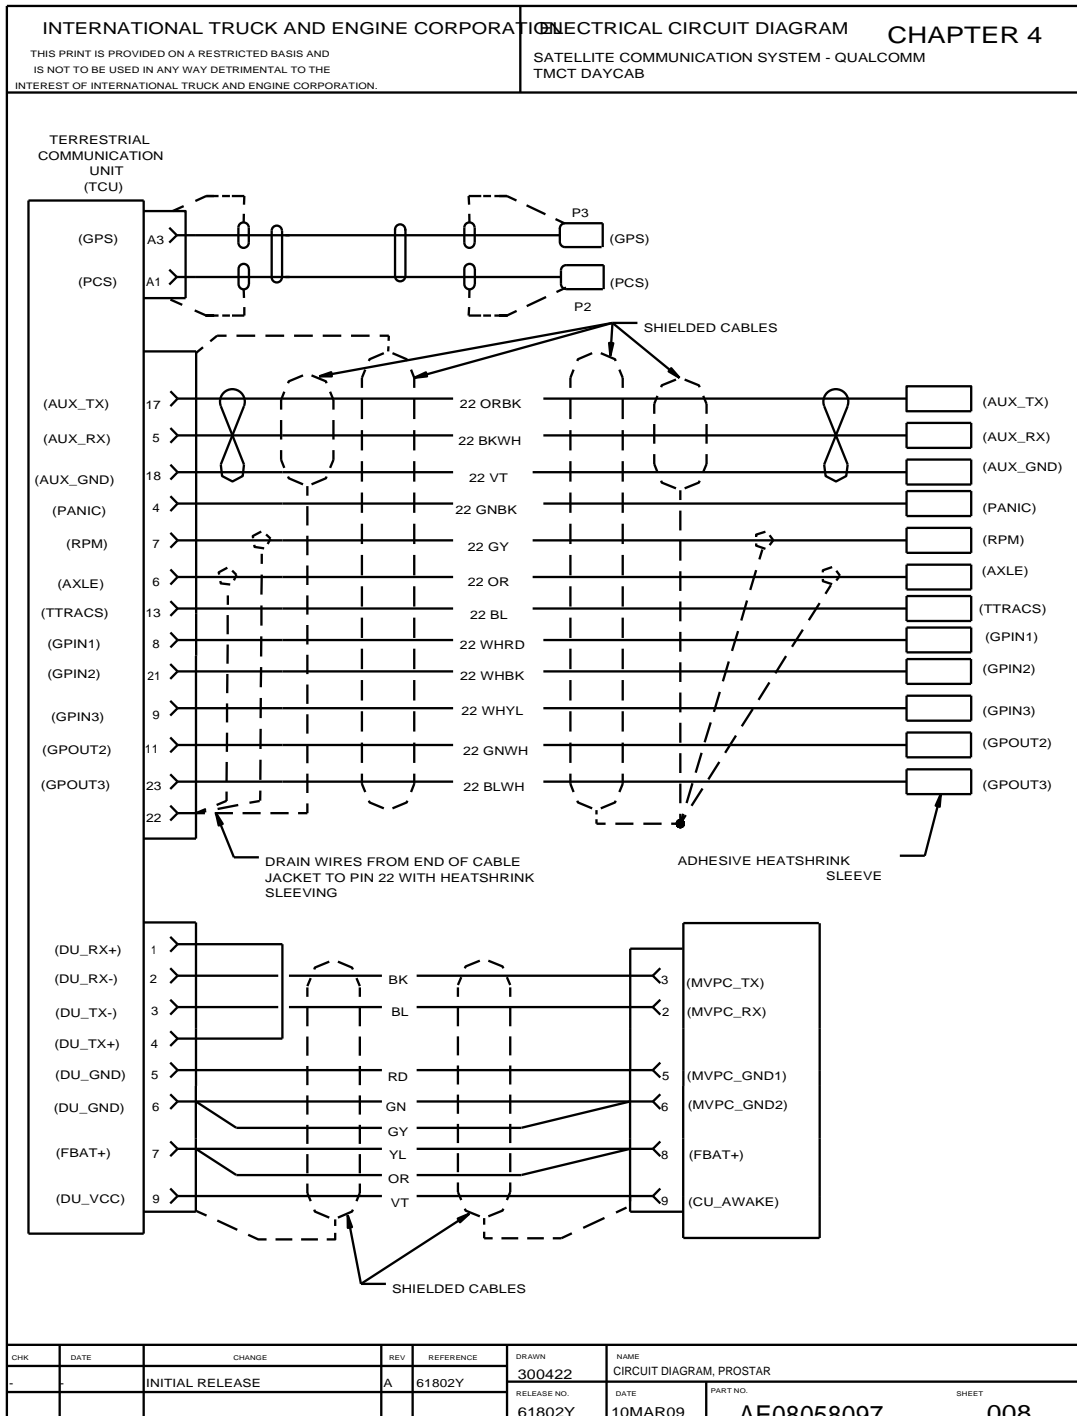 INTERNATIONAL TRUCK AND ENGINE CORPORATION
THIS PRINT IS PROVIDED ON A RESTRICTED BASIS AND
IS NOT TO BE USED IN ANY WAY DETRIMENTAL TO THE
INTEREST OF INTERNATIONAL TRUCK AND ENGINE CORPORATION.
ELECTRICAL CIRCUIT DIAGRAM
CHAPTER 4
SATELLITE COMMUNICATION SYSTEM - QUALCOMM
TMCT DAYCAB
TERRESTRIAL
COMMUNICATION
UNIT
(TCU)
P3
(GPS) A3 (GPS)
(PCS) A1 (PCS)
P2
SHIELDED CABLES
(AUX_TX) 17 22 ORBK (AUX_TX)
(AUX_RX) 5 22 BKWH (AUX_RX)
(AUX_GND) 18 22 VT (AUX_GND)
(PANIC) 4 22 GNBK (PANIC)
(RPM) 7 22 GY (RPM)
(AXLE) 6 22 OR (AXLE)
(TTRACS) 13 22 BL (TTRACS)
(GPIN1) 8 22 WHRD (GPIN1)
(GPIN2) 21 22 WHBK (GPIN2)
(GPIN3) 9 22 WHYL (GPIN3)
(GPOUT2) 11 22 GNWH (GPOUT2)
(GPOUT3) 23 22 BLWH (GPOUT3)
22
DRAIN WIRES FROM END OF CABLE
JACKET TO PIN 22 WITH HEATSHRINK
SLEEVING
ADHESIVE HEATSHRINK
SLEEVE
(DU_RX+) 1
(DU_RX-) 2 BK 3 (MVPC_TX)
(DU_TX-) 3 BL 2 (MVPC_RX)
(DU_TX+) 4
(DU_GND) 5 RD 5 (MVPC_GND1)
(DU_GND) 6 GN 6 (MVPC_GND2)
GY
(FBAT+) 7 YL 8 (FBAT+)
OR
(DU_VCC) 9 VT 9 (CU_AWAKE)
SHIELDED CABLES
CHK DATE CHANGE REV REFERENCE
- - INITIAL RELEASE A 61802Y
DRAWN
300422
NAME
CIRCUIT DIAGRAM, PROSTAR
RELEASE NO.
61802Y
DATE
10MAR09
PART NO.
AE08058097
SHEET
008